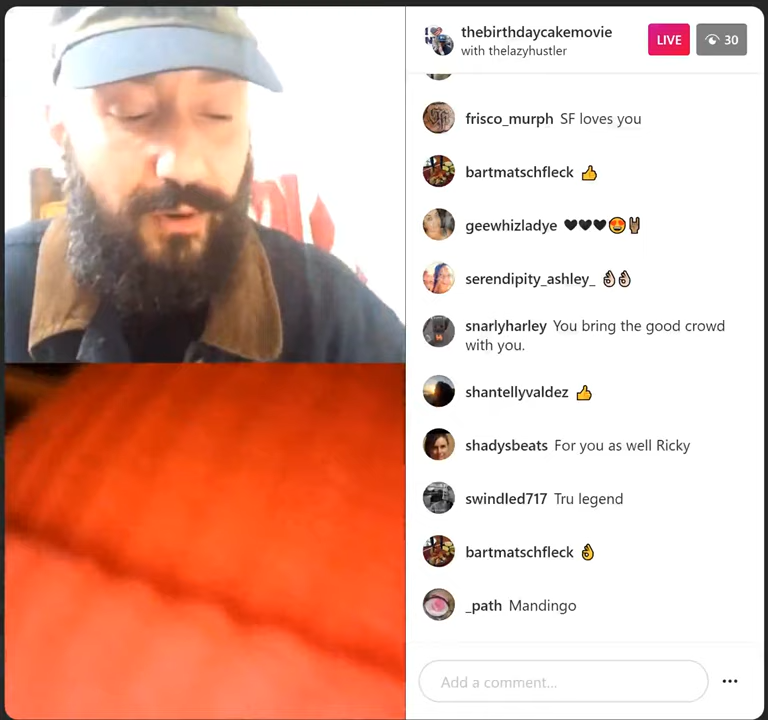 thebirthdaycakemovie
with thelazyhustler
LIVE
30
frisco_murph SF loves you
bartmatschfleck 👍
geewhizladye 🖤🖤🖤😍🤘🏽
serendipity_ashley_ 👌🏻👌🏻
snarlyharley You bring the good crowd
with you.
shantellyvaldez 👍
shadysbeats For you as well Ricky
swindled717 Tru legend
bartmatschfleck 👌
_path Mandingo
Add a comment...